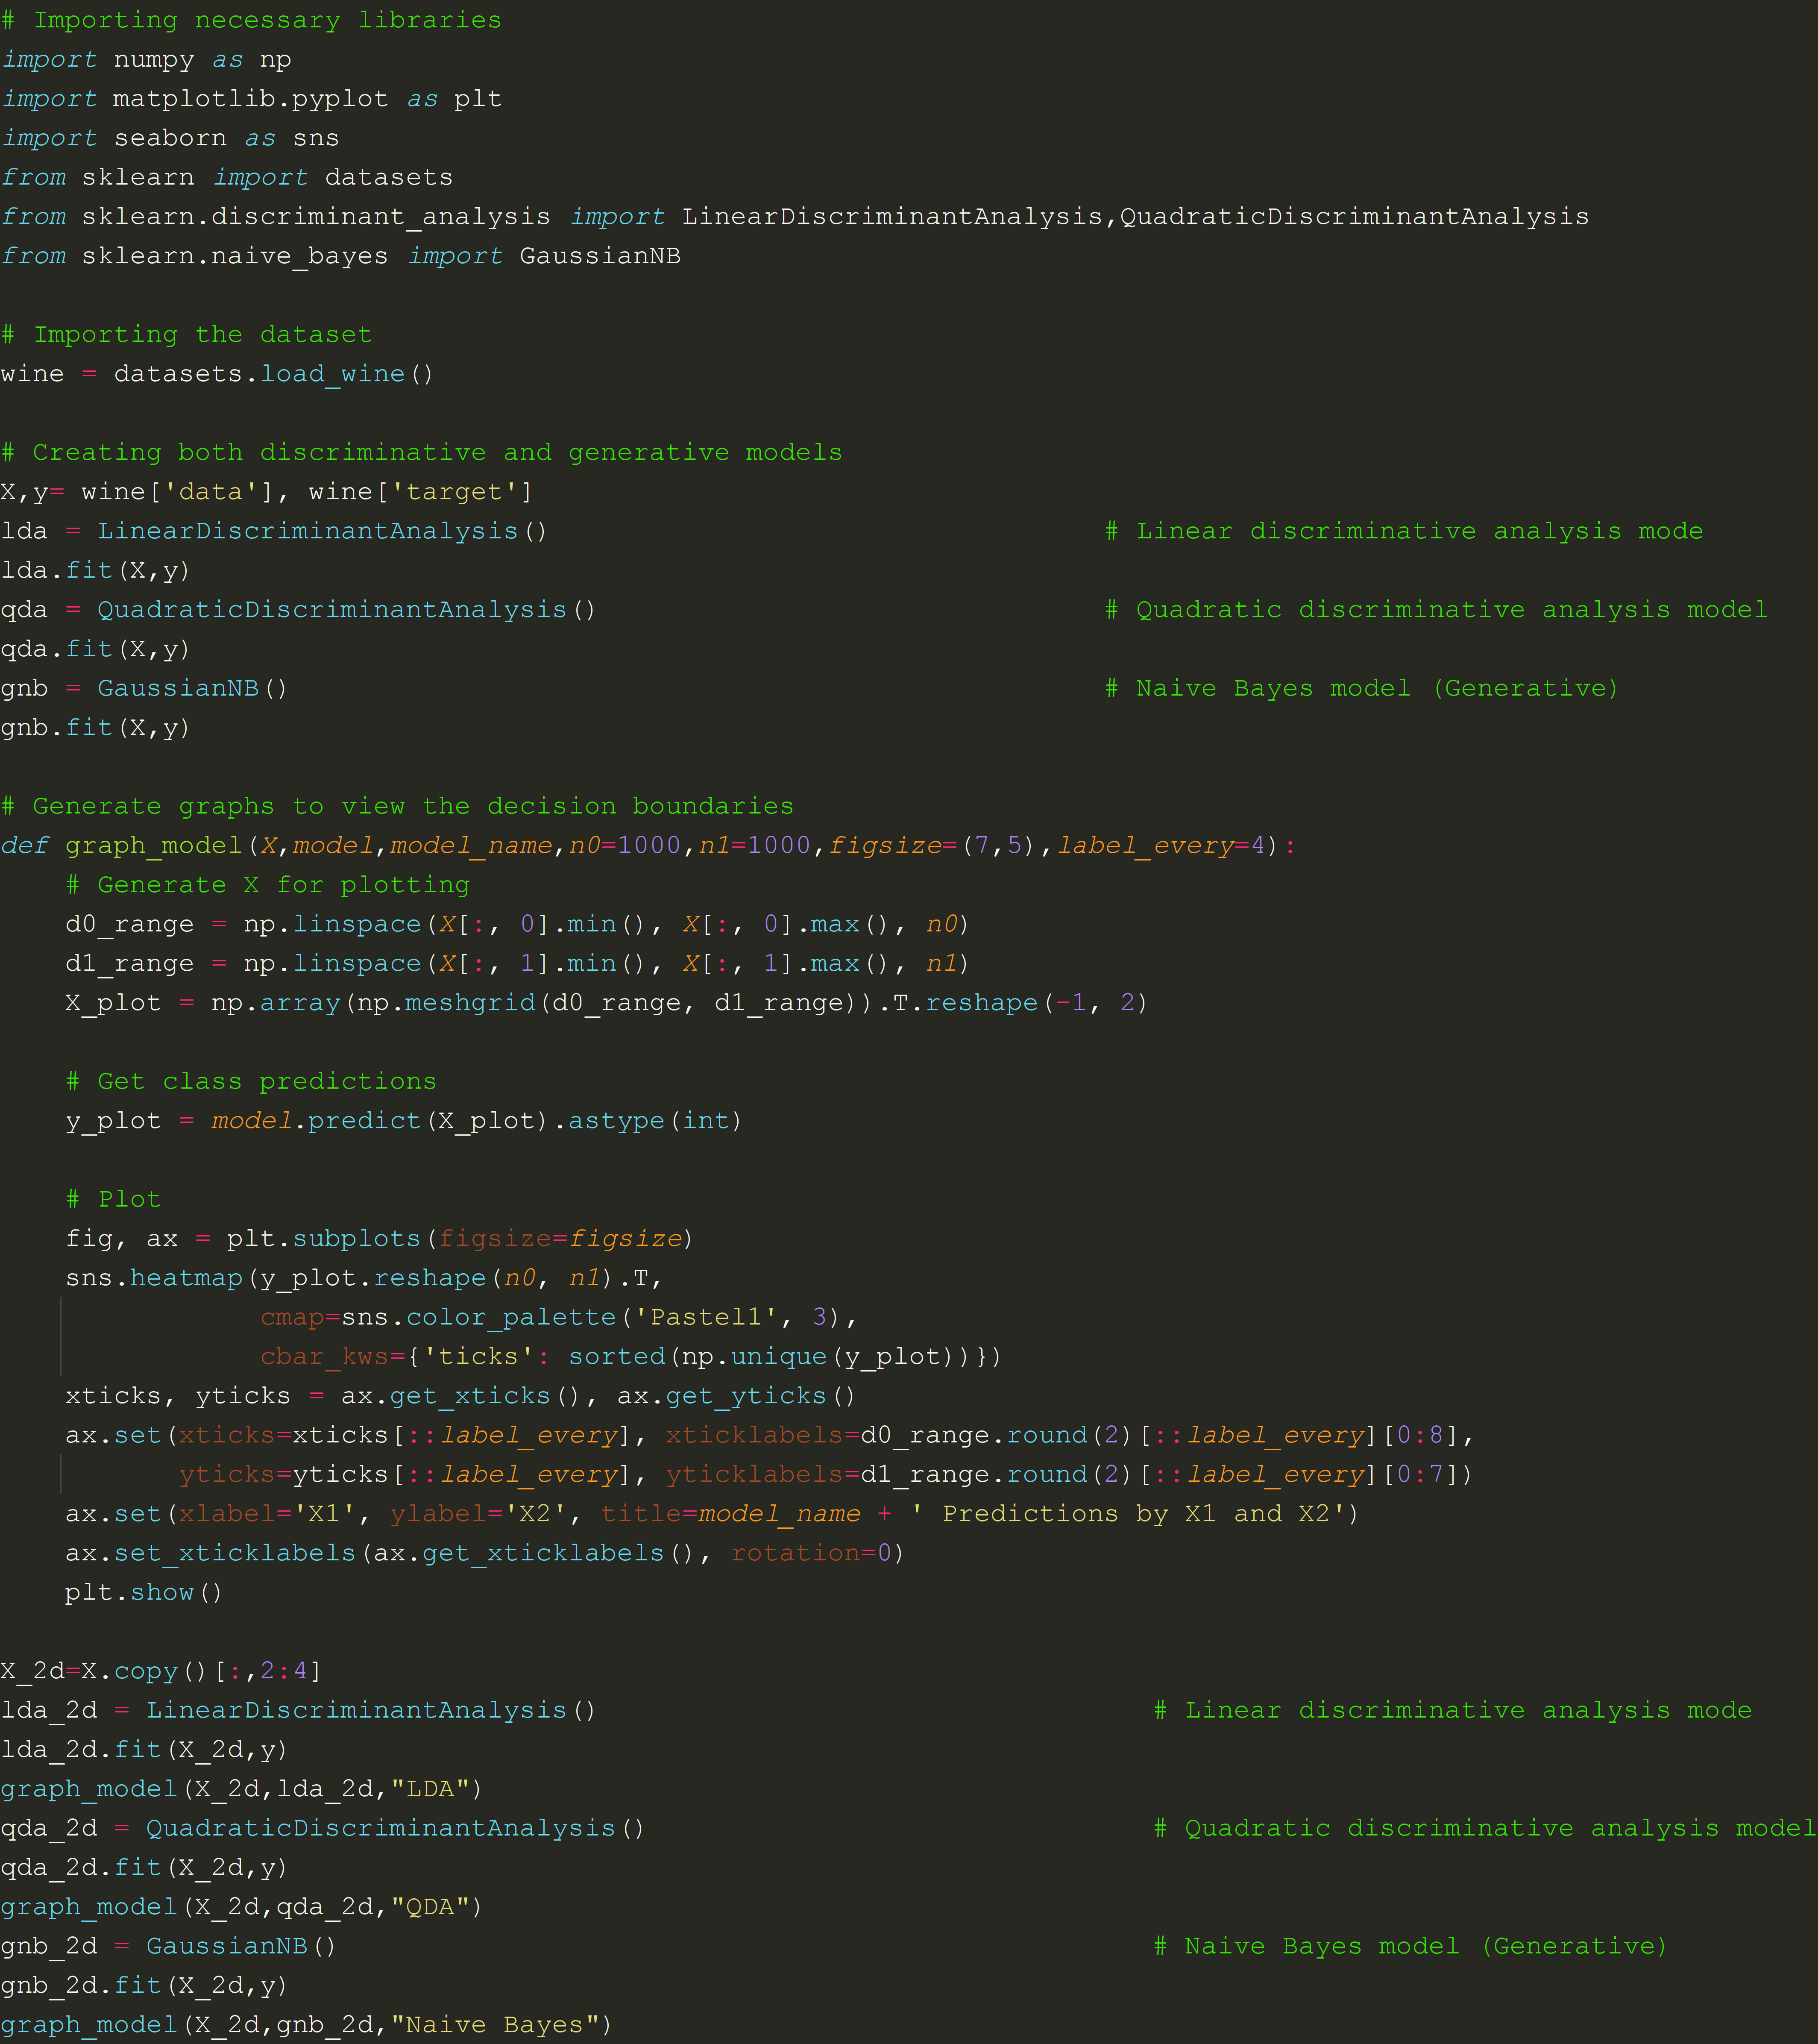 # Importing necessary libraries
import numpy as np
import matplotlib.pyplot as plt
import seaborn as sns
from sklearn import datasets
from sklearn.discriminant_analysis import LinearDiscriminantAnalysis,QuadraticDiscriminantAnalysis
from sklearn.naive_bayes import GaussianNB

# Importing the dataset
wine = datasets.load_wine()

# Creating both discriminative and generative models
X,y= wine['data'], wine['target']
lda = LinearDiscriminantAnalysis()                                  # Linear discriminative analysis mode
lda.fit(X,y)
qda = QuadraticDiscriminantAnalysis()                               # Quadratic discriminative analysis model
qda.fit(X,y)
gnb = GaussianNB()                                                  # Naive Bayes model (Generative)
gnb.fit(X,y)

# Generate graphs to view the decision boundaries
def graph_model(X,model,model_name,n0=1000,n1=1000,figsize=(7,5),label_every=4):
    # Generate X for plotting
    d0_range = np.linspace(X[:, 0].min(), X[:, 0].max(), n0)
    d1_range = np.linspace(X[:, 1].min(), X[:, 1].max(), n1)
    X_plot = np.array(np.meshgrid(d0_range, d1_range)).T.reshape(-1, 2)

    # Get class predictions
    y_plot = model.predict(X_plot).astype(int)

    # Plot
    fig, ax = plt.subplots(figsize=figsize)
    sns.heatmap(y_plot.reshape(n0, n1).T,
                cmap=sns.color_palette('Pastel1', 3),
                cbar_kws={'ticks': sorted(np.unique(y_plot))})
    xticks, yticks = ax.get_xticks(), ax.get_yticks()
    ax.set(xticks=xticks[::label_every], xticklabels=d0_range.round(2)[::label_every][0:8],
           yticks=yticks[::label_every], yticklabels=d1_range.round(2)[::label_every][0:7])
    ax.set(xlabel='X1', ylabel='X2', title=model_name + ' Predictions by X1 and X2')
    ax.set_xticklabels(ax.get_xticklabels(), rotation=0)
    plt.show()

X_2d=X.copy()[:,2:4]
lda_2d = LinearDiscriminantAnalysis()                                  # Linear discriminative analysis mode
lda_2d.fit(X_2d,y)
graph_model(X_2d,lda_2d,"LDA")
qda_2d = QuadraticDiscriminantAnalysis()                               # Quadratic discriminative analysis model
qda_2d.fit(X_2d,y)
graph_model(X_2d,qda_2d,"QDA")
gnb_2d = GaussianNB()                                                  # Naive Bayes model (Generative)
gnb_2d.fit(X_2d,y)
graph_model(X_2d,gnb_2d,"Naive Bayes")